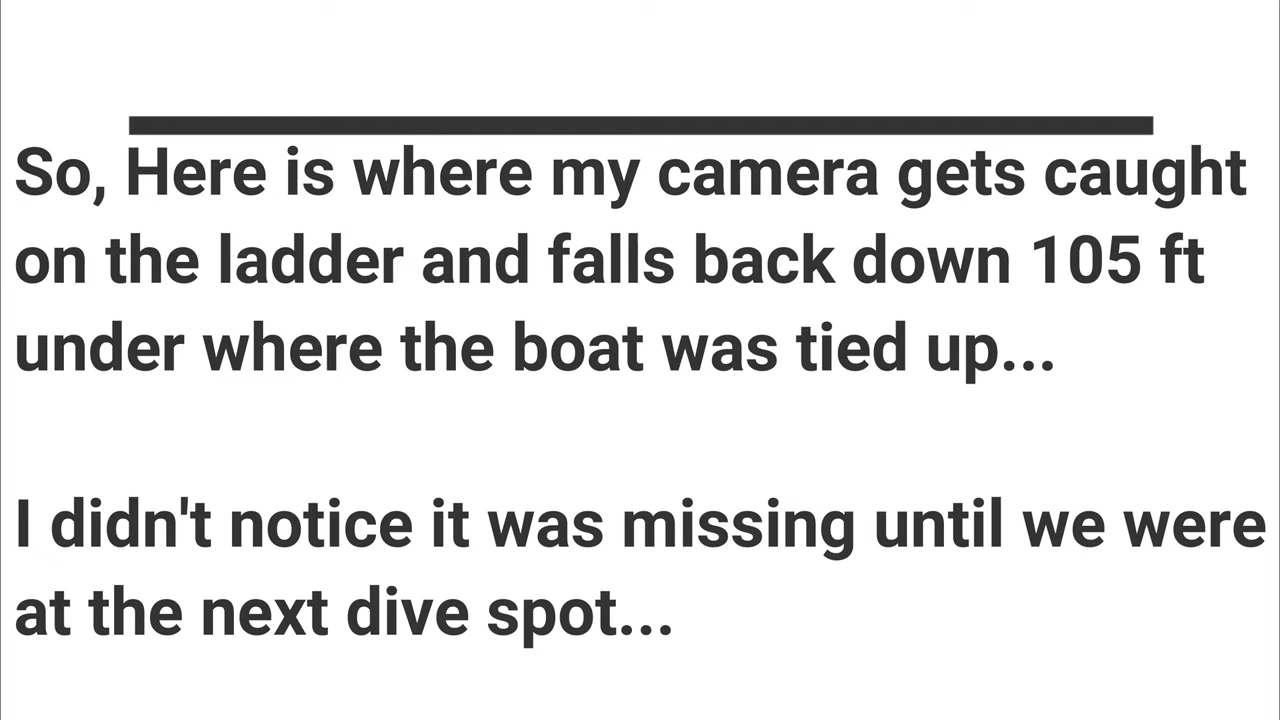 So, Here is where my camera gets caught
on the ladder and falls back down 105 ft
under where the boat was tied up...
I didn't notice it was missing until we were
at the next dive spot...